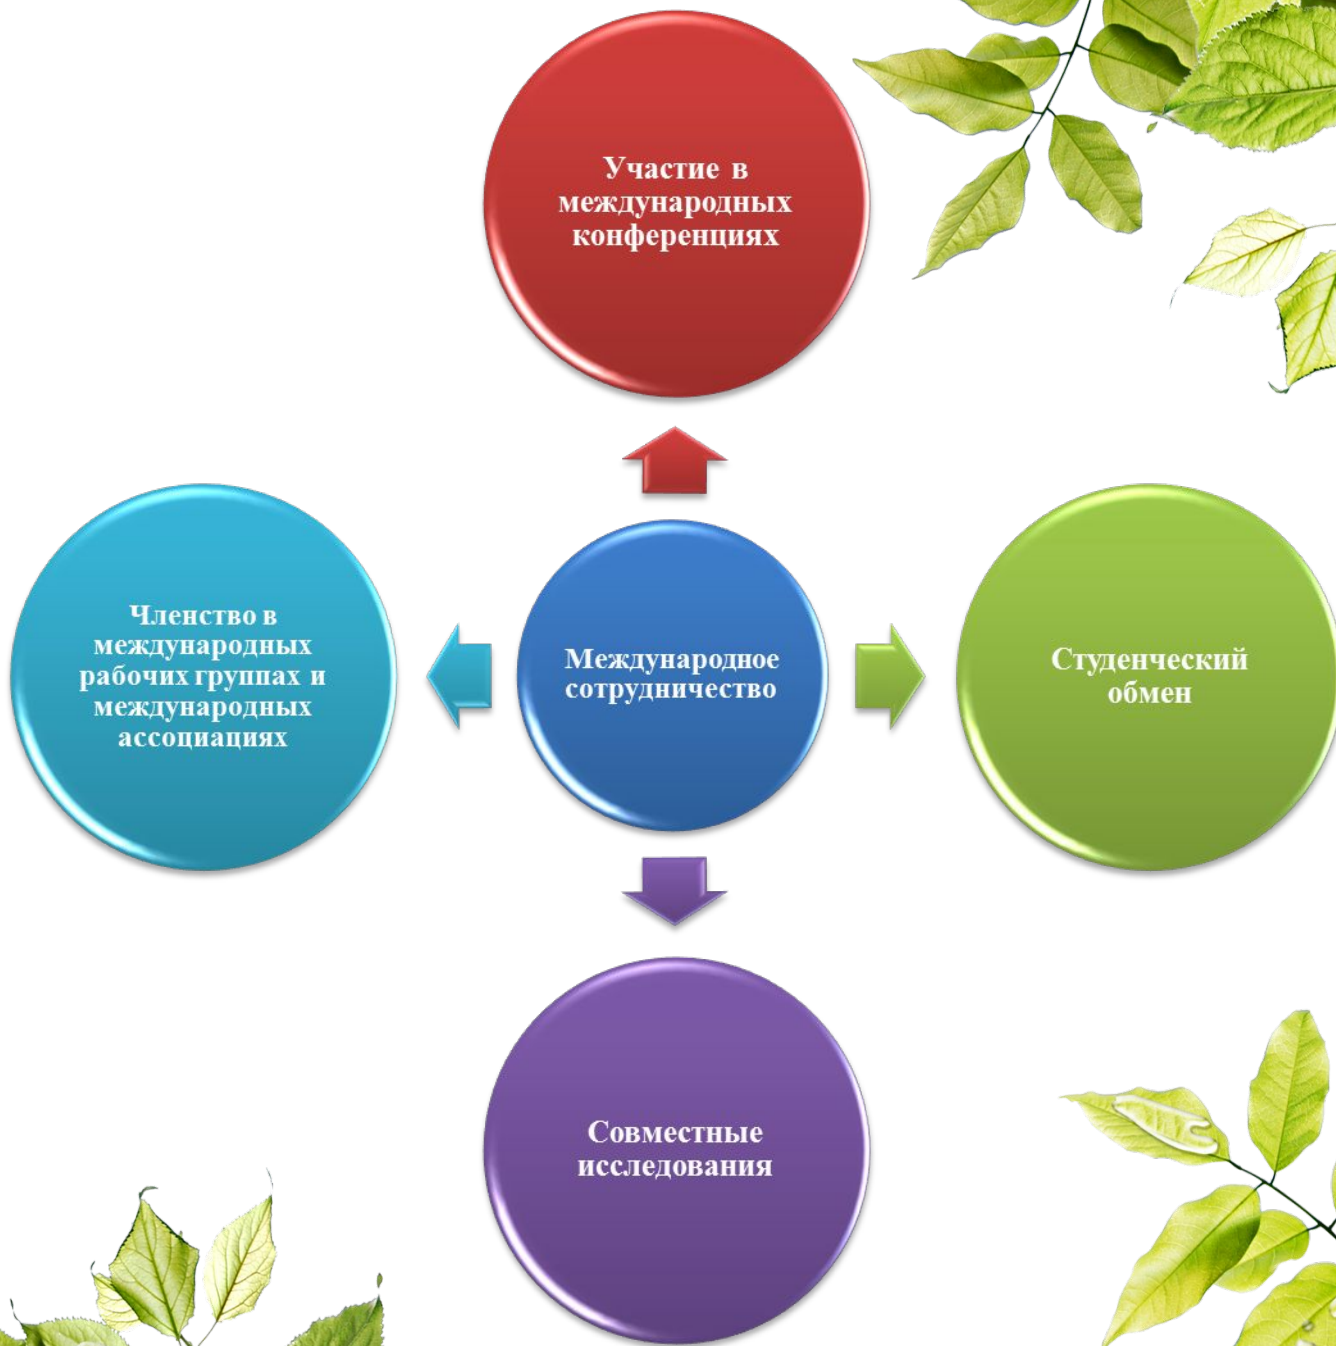 Участие в
международных
конференциях
Членство в
международных
рабочих группах и
международных
ассоциациях
Международное
сотрудничество
Студенческий
обмен
Совместные
исследования